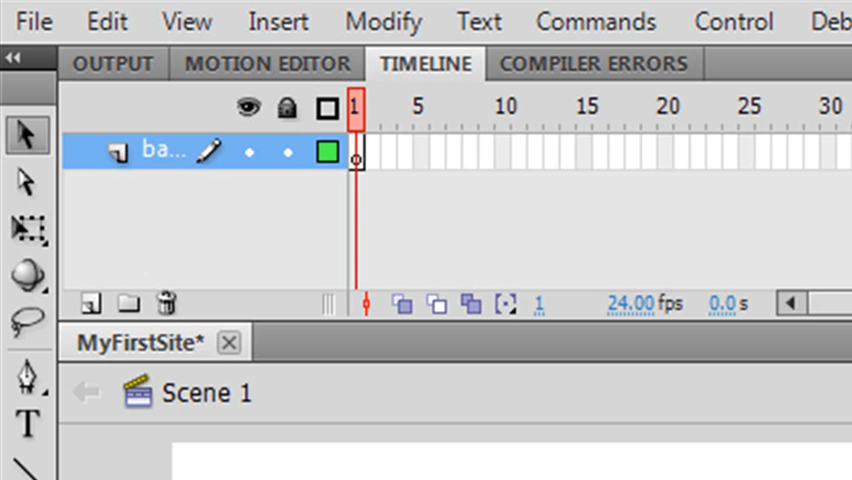 File Edit View Insert Modify Text Commands Control Deb
OUTPUT MOTION EDITOR TIMELINE COMPILER ERRORS
1 5 10 15 20 25 30
ba...
1 24.00 fps 0.0 s
MyFirstSite*
Scene 1
T